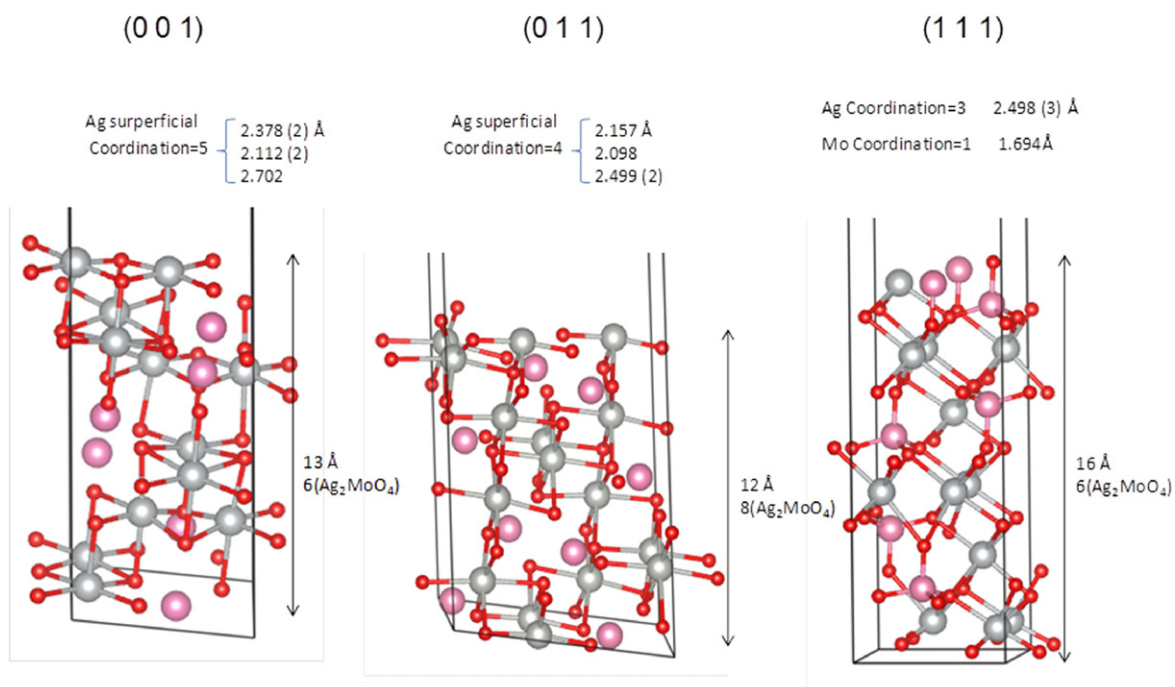 (0 0 1)
Ag surperficial
Coordination=5
2.378 (2) Å
2.112 (2)
2.702
13 Å
6(Ag₂MoO₄)
(0 1 1)
Ag superficial
Coordination=4
2.157 Å
2.098
2.499 (2)
12 Å
8(Ag₂MoO₄)
(1 1 1)
Ag Coordination=3 2.498 (3) Å
Mo Coordination=1 1.694Å
16 Å
6(Ag₂MoO₄)